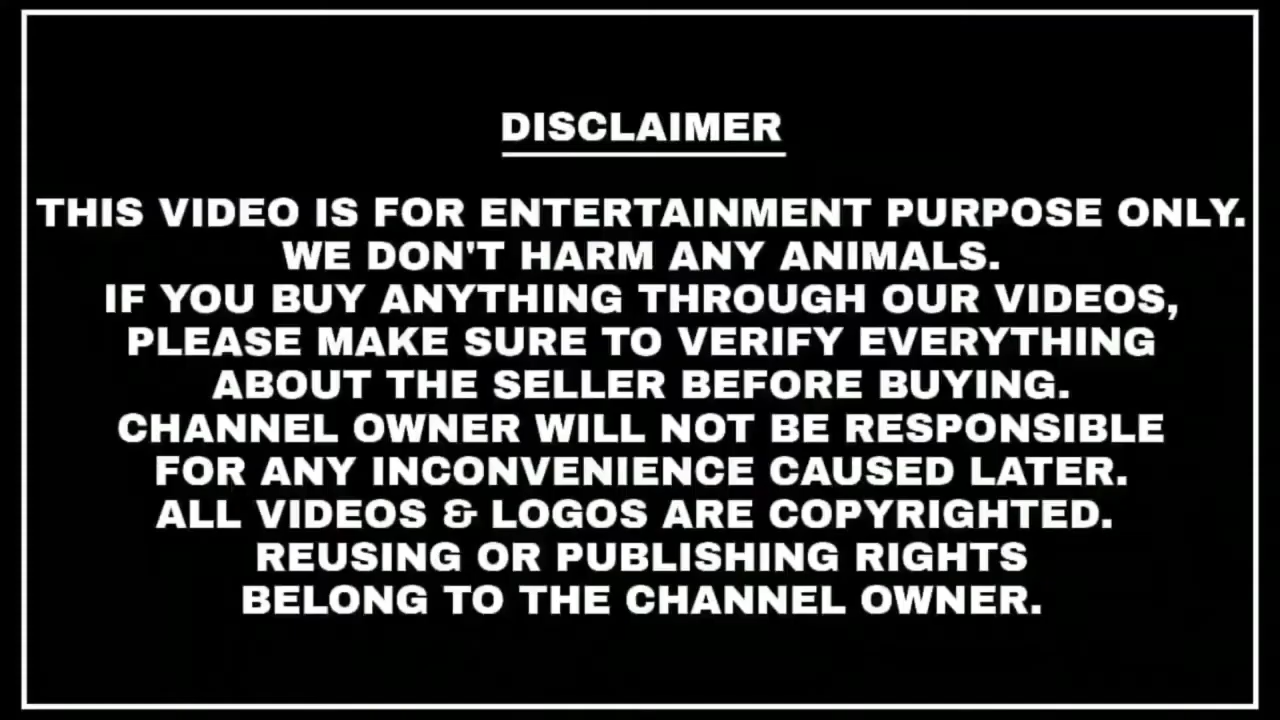 DISCLAIMER
THIS VIDEO IS FOR ENTERTAINMENT PURPOSE ONLY.
WE DON'T HARM ANY ANIMALS.
IF YOU BUY ANYTHING THROUGH OUR VIDEOS,
PLEASE MAKE SURE TO VERIFY EVERYTHING
ABOUT THE SELLER BEFORE BUYING.
CHANNEL OWNER WILL NOT BE RESPONSIBLE
FOR ANY INCONVENIENCE CAUSED LATER.
ALL VIDEOS & LOGOS ARE COPYRIGHTED.
REUSING OR PUBLISHING RIGHTS
BELONG TO THE CHANNEL OWNER.